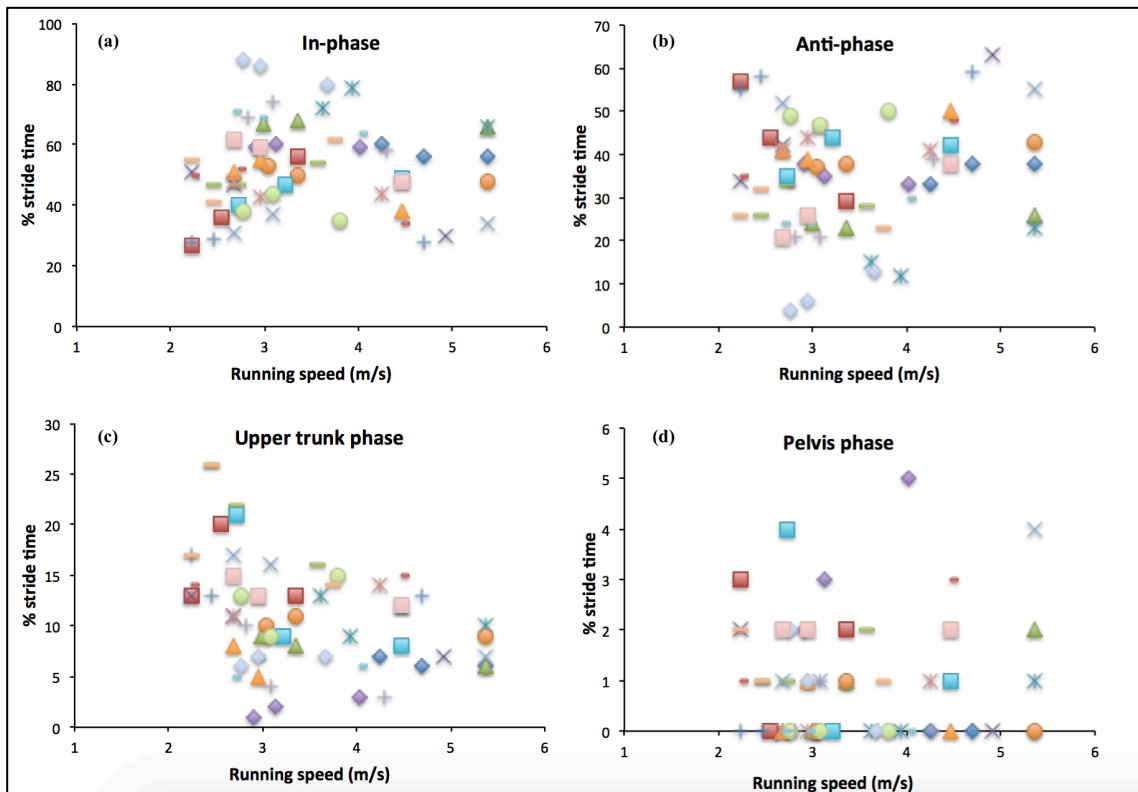 (a)
In-phase
% stride time
100
80
60
40
20
0
1 2 3 4 5 6
Running speed (m/s)
(b)
Anti-phase
% stride time
70
60
50
40
30
20
10
0
1 2 3 4 5 6
Running speed (m/s)
(c)
Upper trunk phase
% stride time
30
25
20
15
10
5
0
1 2 3 4 5 6
Running speed (m/s)
(d)
Pelvis phase
% stride time
6
5
4
3
2
1
0
1 2 3 4 5 6
Running speed (m/s)